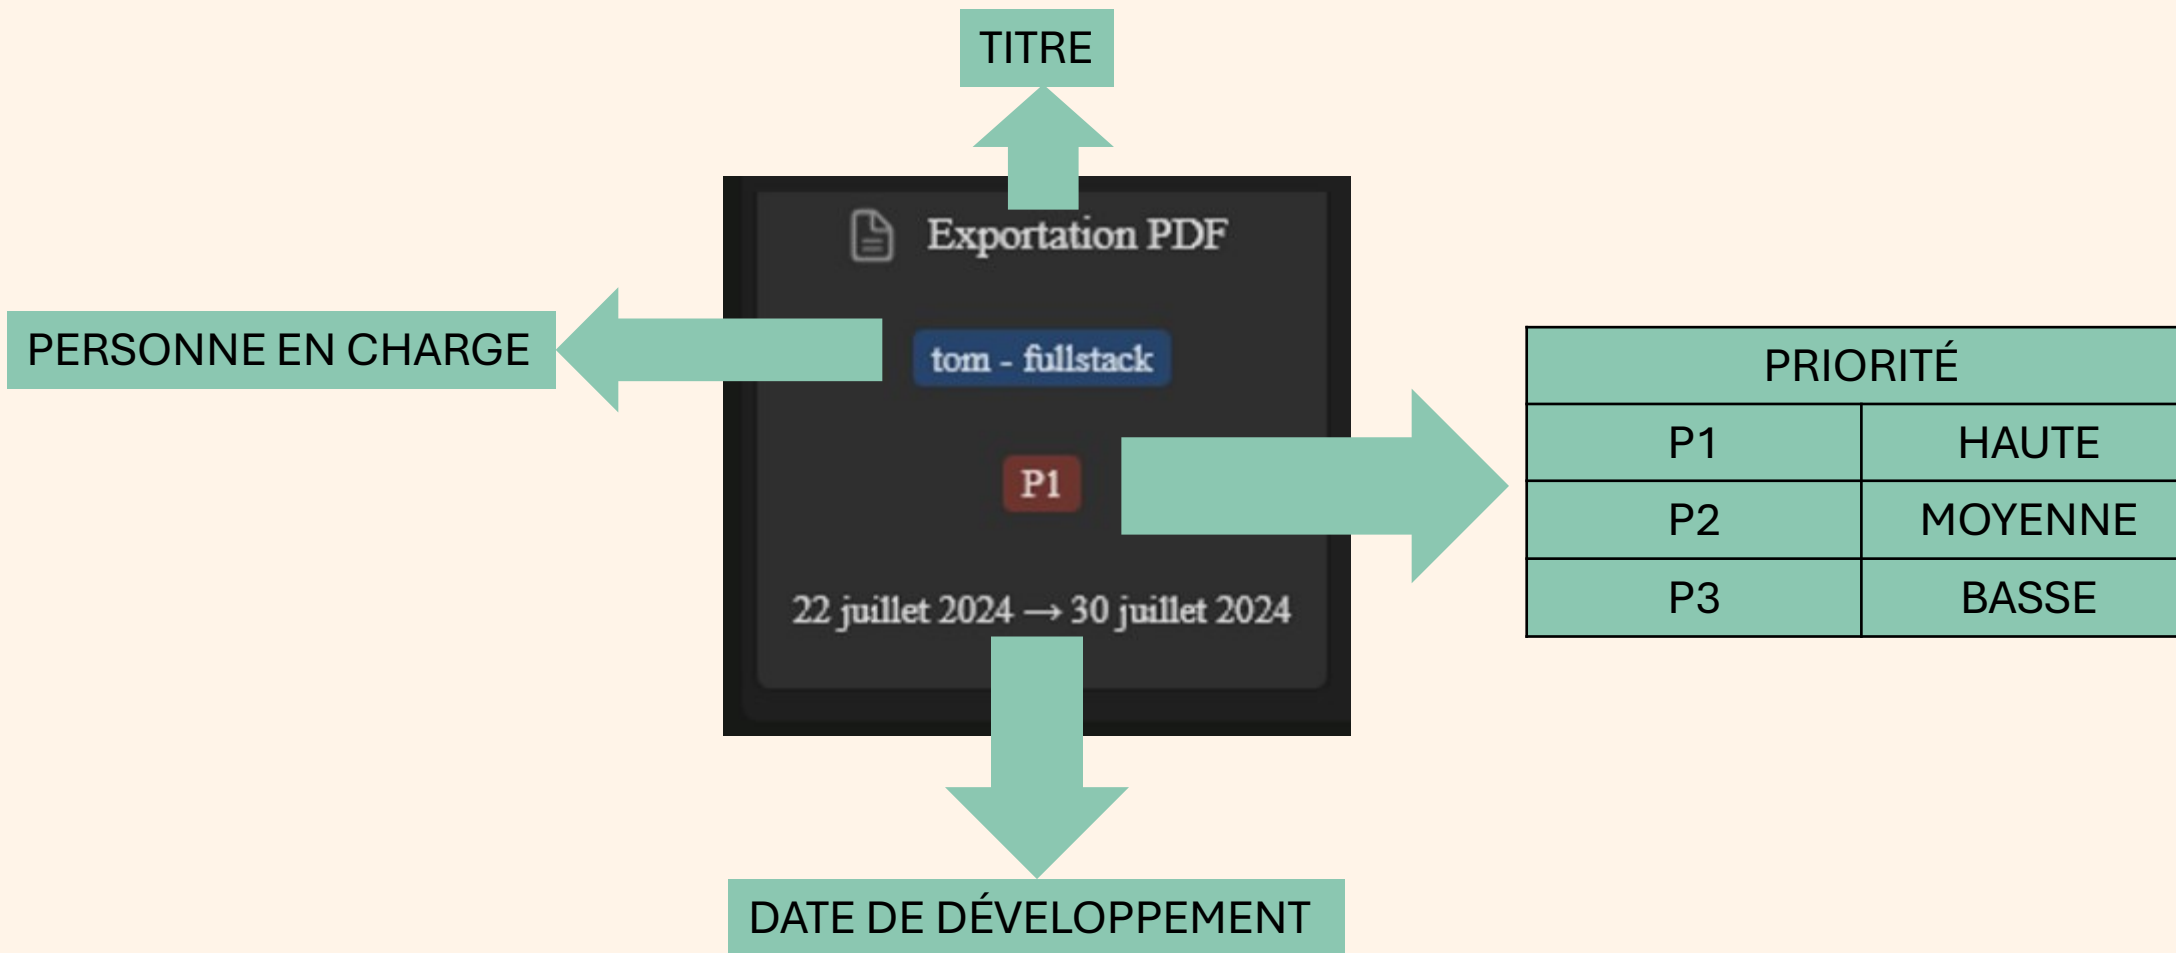 TITRE
Exportation PDF
PERSONNE EN CHARGE
tom - fullstack
P1
22 juillet 2024 → 30 juillet 2024
PRIORITÉ
P1 HAUTE
P2 MOYENNE
P3 BASSE
DATE DE DÉVELOPPEMENT